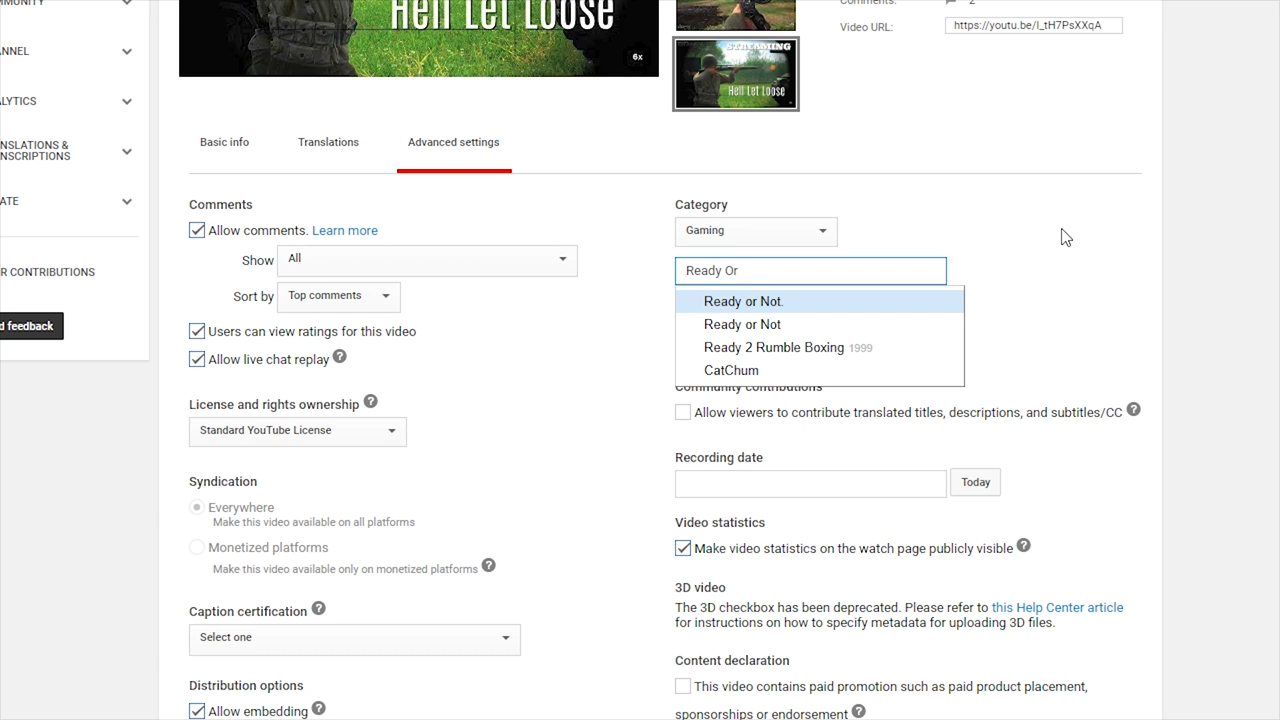 Hell Let Loose
6x
STREAMING
Hell Let Loose
Comments:
2
Video URL:
https://youtu.be/I_tH7PsXXqA
MMUNITY
NNEL
ALYTICS
NSLATIONS &
NSCRIPTIONS
ATE
R CONTRIBUTIONS
d feedback
Basic info
Translations
Advanced settings
Comments
Allow comments. Learn more
Show
All
Sort by
Top comments
Users can view ratings for this video
Allow live chat replay ?
License and rights ownership ?
Standard YouTube License
Syndication
Everywhere
Make this video available on all platforms
Monetized platforms
Make this video available only on monetized platforms ?
Caption certification ?
Select one
Distribution options
Allow embedding ?
Category
Gaming
Ready Or
Ready or Not.
Ready or Not
Ready 2 Rumble Boxing 1999
CatChum
Community contributions
Allow viewers to contribute translated titles, descriptions, and subtitles/CC ?
Recording date
Today
Video statistics
Make video statistics on the watch page publicly visible ?
3D video
The 3D checkbox has been deprecated. Please refer to this Help Center article
for instructions on how to specify metadata for uploading 3D files.
Content declaration
This video contains paid promotion such as paid product placement,
sponsorships or endorsement ?